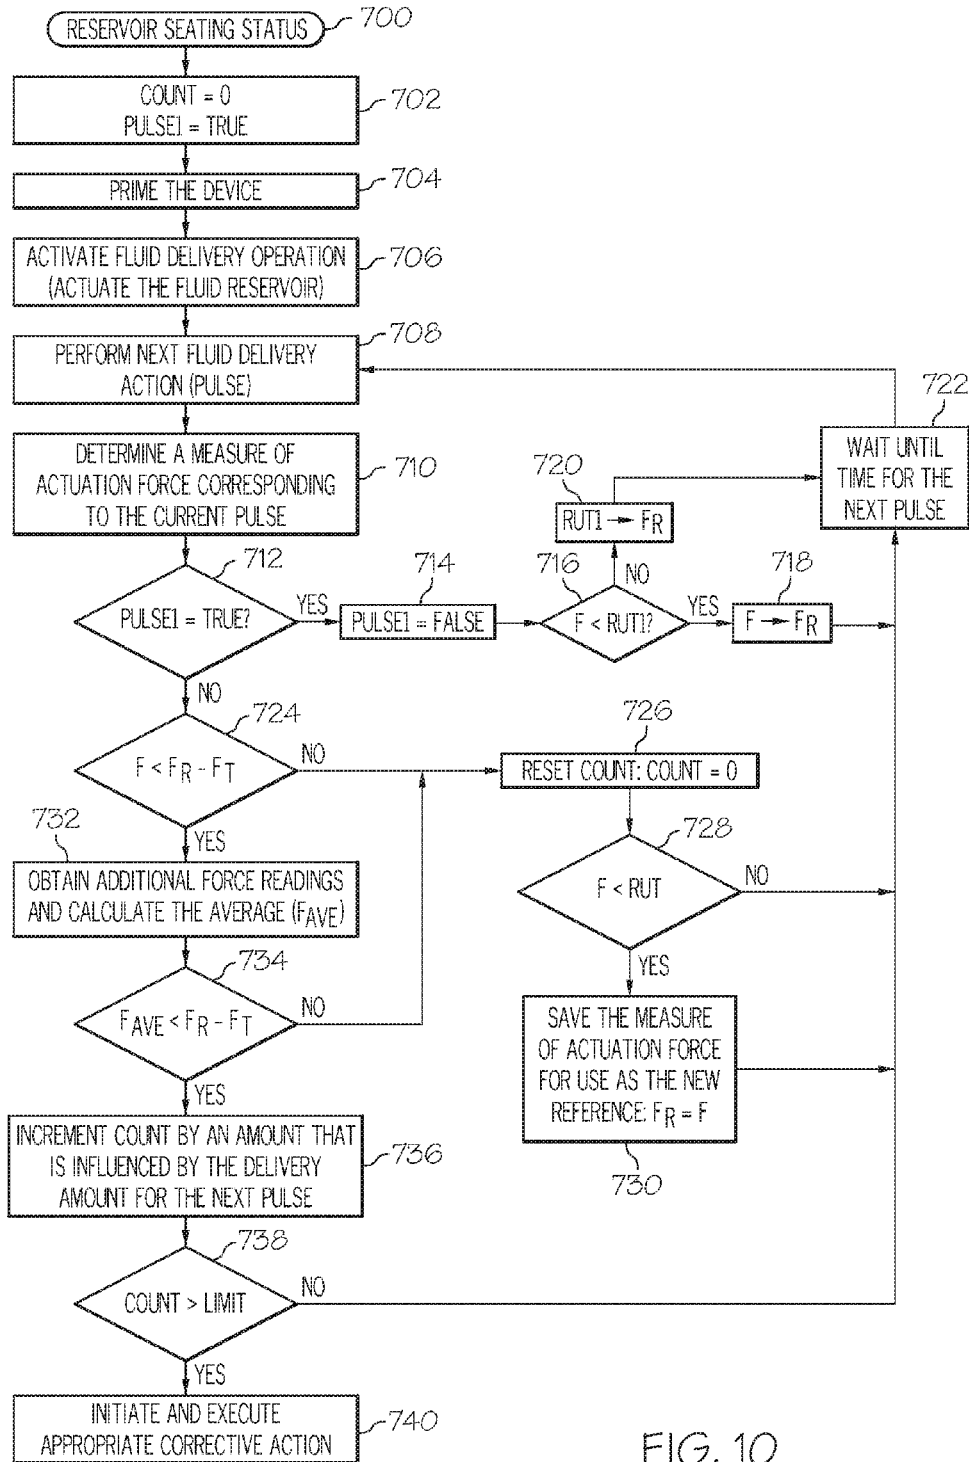 RESERVOIR SEATING STATUS
700
COUNT = 0
PULSE1 = TRUE
702
PRIME THE DEVICE
704
ACTIVATE FLUID DELIVERY OPERATION
(ACTUATE THE FLUID RESERVOIR)
706
PERFORM NEXT FLUID DELIVERY
ACTION (PULSE)
708
DETERMINE A MEASURE OF
ACTUATION FORCE CORRESPONDING
TO THE CURRENT PULSE
710
722
WAIT UNTIL
TIME FOR THE
NEXT PULSE
720
RUT1 → FR
712
PULSE1 = TRUE?
YES
714
PULSE1 = FALSE
716
F < RUT1?
NO
YES
718
F → FR
NO
724
F < FR – FT
NO
726
RESET COUNT: COUNT = 0
YES
732
OBTAIN ADDITIONAL FORCE READINGS
AND CALCULATE THE AVERAGE (FAVE)
728
F < RUT
NO
YES
734
FAVE < FR – FT
NO
SAVE THE MEASURE
OF ACTUATION FORCE
FOR USE AS THE NEW
REFERENCE: FR = F
730
YES
INCREMENT COUNT BY AN AMOUNT THAT
IS INFLUENCED BY THE DELIVERY
AMOUNT FOR THE NEXT PULSE
736
738
COUNT > LIMIT
NO
YES
INITIATE AND EXECUTE
APPROPRIATE CORRECTIVE ACTION
740
FIG. 10